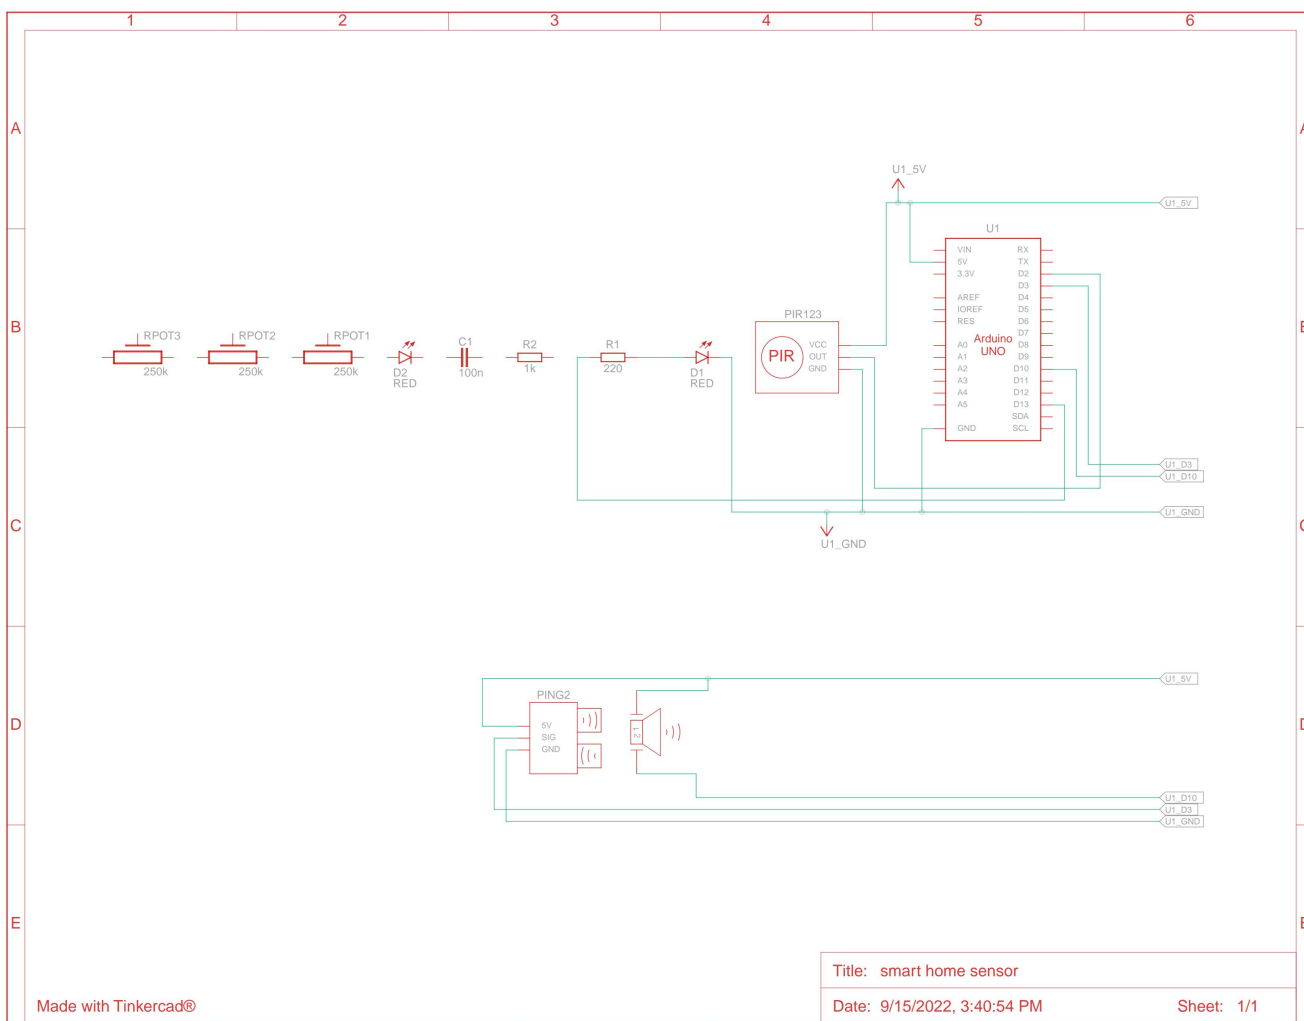 1 2 3 4 5 6
A A
U1_5V
U1_5V
U1
VIN RX
5V TX
3.3V D2
D3
AREF D4
IOREF D5
RES D6
D7
A0 D8
A1 D9
A2 D10
A3 D11
A4 D12
A5 D13
SDA
GND SCL
Arduino
UNO
B B
PIR123
PIR
VCC
OUT
GND
RPOT3
250k
RPOT2
250k
RPOT1
250k
D2
RED
C1
100n
R2
1k
R1
220
D1
RED
U1_D3
U1_D10
U1_GND
C C
U1_GND
U1_5V
PING2
5V
SIG
GND
1 2
D D
U1_D10
U1_D3
U1_GND
E E
Title: smart home sensor
Made with Tinkercad®
Date: 9/15/2022, 3:40:54 PM Sheet: 1/1